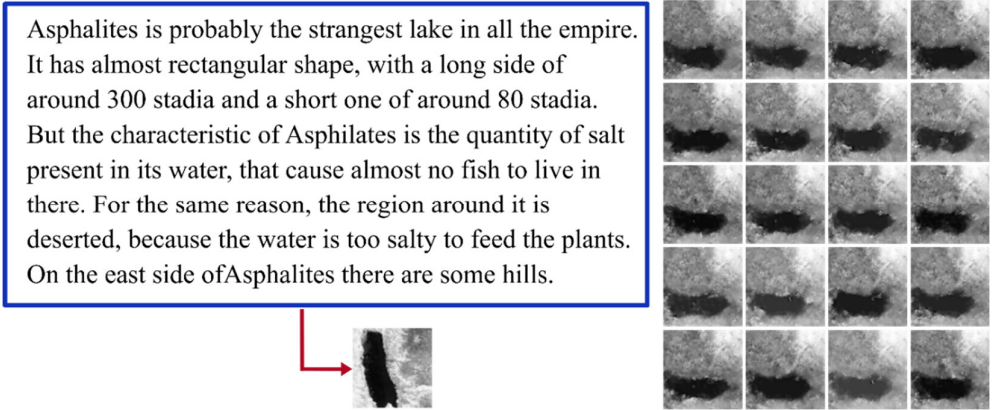 Asphalites is probably the strangest lake in all the empire.
It has almost rectangular shape, with a long side of
around 300 stadia and a short one of around 80 stadia.
But the characteristic of Asphilates is the quantity of salt
present in its water, that cause almost no fish to live in
there. For the same reason, the region around it is
deserted, because the water is too salty to feed the plants.
On the east side ofAsphalites there are some hills.